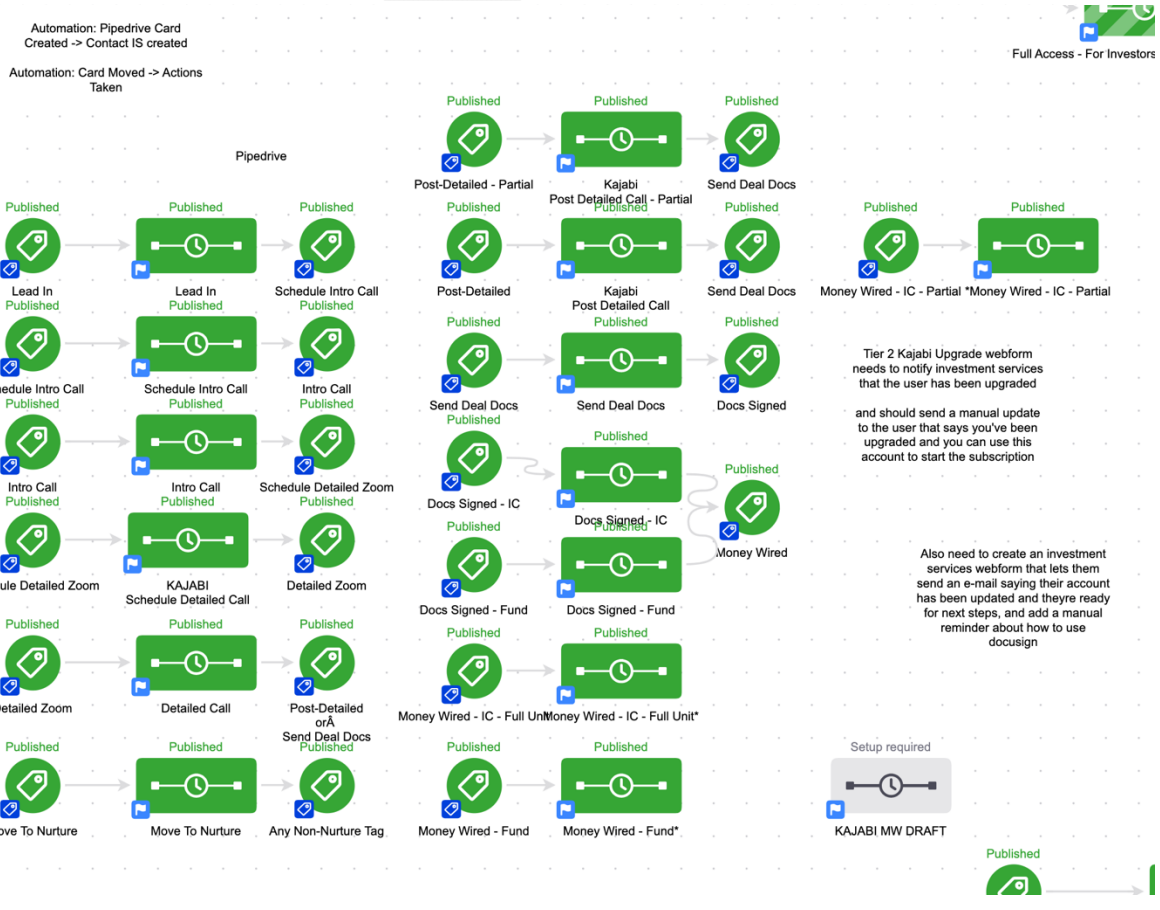 Automation: Pipedrive Card
Created -> Contact IS created
Automation: Card Moved -> Actions
Taken
Full Access - For Investors
Pipedrive
Published
Published
Published
Post-Detailed - Partial
Kajabi
Post Detailed Call - Partial
Send Deal Docs
Published
Published
Published
Published
Published
Published
Published
Published
Lead In
Lead In
Schedule Intro Call
Post-Detailed
Kajabi
Post Detailed Call
Send Deal Docs
Money Wired - IC - Partial
*Money Wired - IC - Partial
Published
Published
Published
Published
Published
Published
edule Intro Call
Schedule Intro Call
Intro Call
Send Deal Docs
Send Deal Docs
Docs Signed
Tier 2 Kajabi Upgrade webform
needs to notify investment services
that the user has been upgraded
and should send a manual update
to the user that says you've been
upgraded and you can use this
account to start the subscription
Published
Published
Published
Published
Published
Published
Intro Call
Intro Call
Schedule Detailed Zoom
Docs Signed - IC
Docs Signed - IC
Money Wired
Published
Published
Published
Published
Published
ule Detailed Zoom
KAJABI
Schedule Detailed Call
Detailed Zoom
Docs Signed - Fund
Docs Signed - Fund
Also need to create an investment
services webform that lets them
send an e-mail saying their account
has been updated and theyre ready
for next steps, and add a manual
reminder about how to use
docusign
Published
Published
Published
Published
Published
etailed Zoom
Detailed Call
Post-Detailed
orÂ
Send Deal Docs
Money Wired - IC - Full Unit
Money Wired - IC - Full Unit*
Published
Published
Published
Published
Published
Setup required
ove To Nurture
Move To Nurture
Any Non-Nurture Tag
Money Wired - Fund
Money Wired - Fund*
KAJABI MW DRAFT
Published